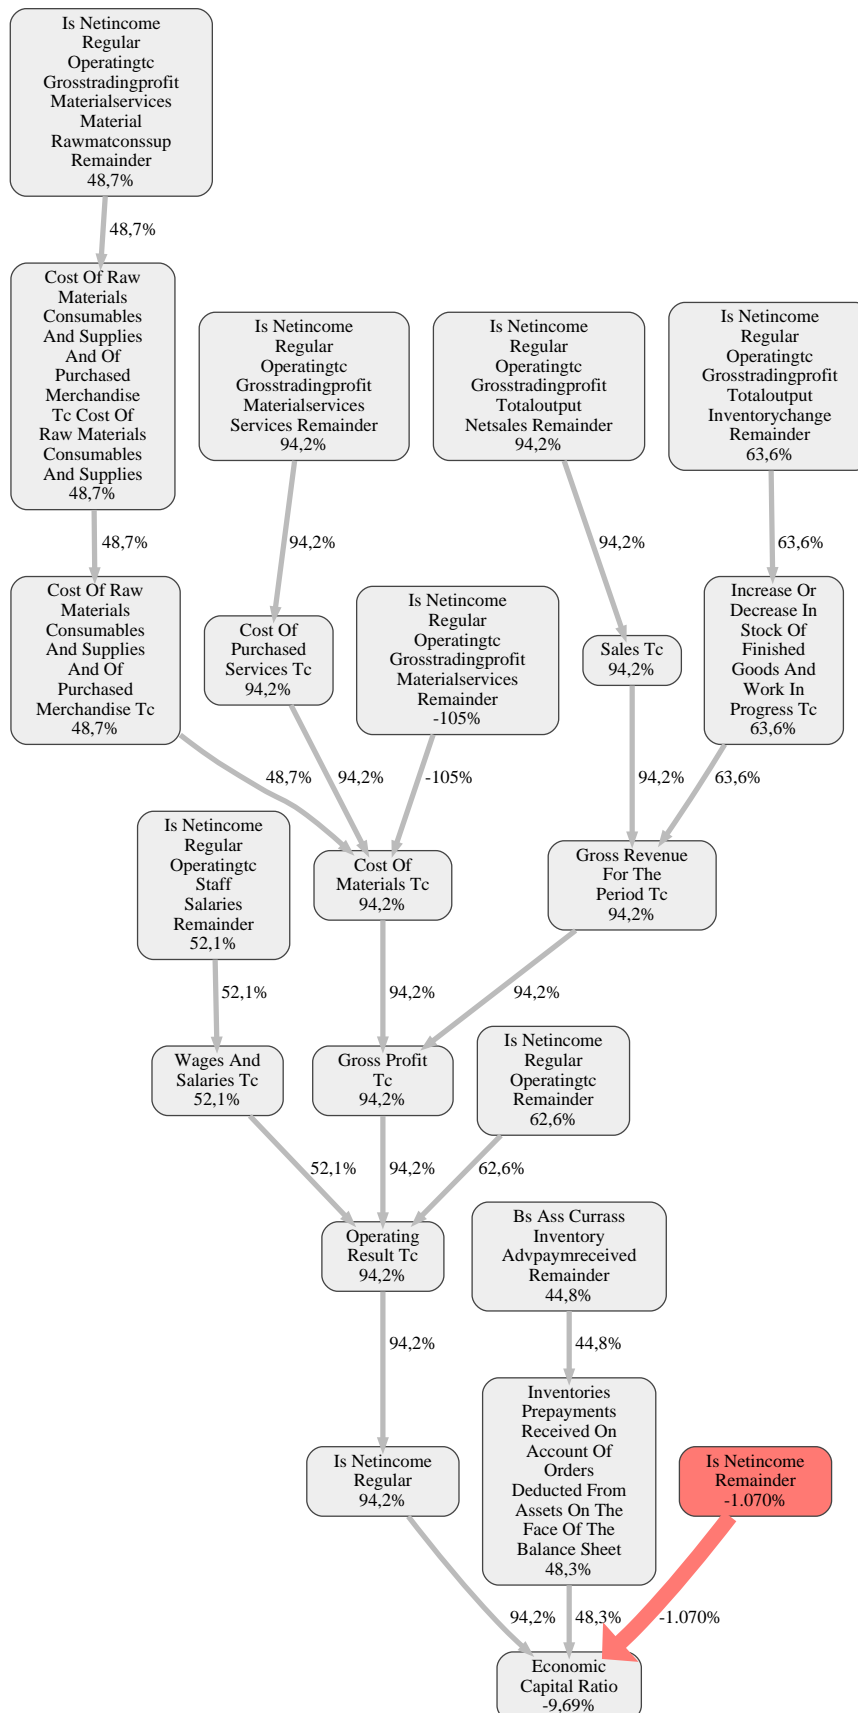 Is Netincome
Regular
Operatingtc
Grosstradingprofit
Materialservices
Material
Rawmatconssup
Remainder
48,7%
48,7%
Cost Of Raw
Materials
Consumables
And Supplies
And Of
Purchased
Merchandise
Tc Cost Of
Raw Materials
Consumables
And Supplies
48,7%
Is Netincome
Regular
Operatingtc
Grosstradingprofit
Materialservices
Services Remainder
94,2%
Is Netincome
Regular
Operatingtc
Grosstradingprofit
Totaloutput
Netsales Remainder
94,2%
Is Netincome
Regular
Operatingtc
Grosstradingprofit
Totaloutput
Inventorychange
Remainder
63,6%
48,7%
94,2%
94,2%
63,6%
Cost Of Raw
Materials
Consumables
And Supplies
And Of
Purchased
Merchandise Tc
48,7%
Cost Of
Purchased
Services Tc
94,2%
Is Netincome
Regular
Operatingtc
Grosstradingprofit
Materialservices
Remainder
-105%
Sales Tc
94,2%
Increase Or
Decrease In
Stock Of
Finished
Goods And
Work In
Progress Tc
63,6%
48,7%
94,2%
-105%
94,2%
63,6%
Is Netincome
Regular
Operatingtc
Staff
Salaries
Remainder
52,1%
Cost Of
Materials Tc
94,2%
Gross Revenue
For The
Period Tc
94,2%
52,1%
94,2%
94,2%
Wages And
Salaries Tc
52,1%
Gross Profit
Tc
94,2%
Is Netincome
Regular
Operatingtc
Remainder
62,6%
52,1%
94,2%
62,6%
Operating
Result Tc
94,2%
Bs Ass Currass
Inventory
Advpaymreceived
Remainder
44,8%
94,2%
44,8%
Is Netincome
Regular
94,2%
Inventories
Prepayments
Received On
Account Of
Orders
Deducted From
Assets On The
Face Of The
Balance Sheet
48,3%
Is Netincome
Remainder
-1.070%
94,2%
48,3%
-1.070%
Economic
Capital Ratio
-9,69%